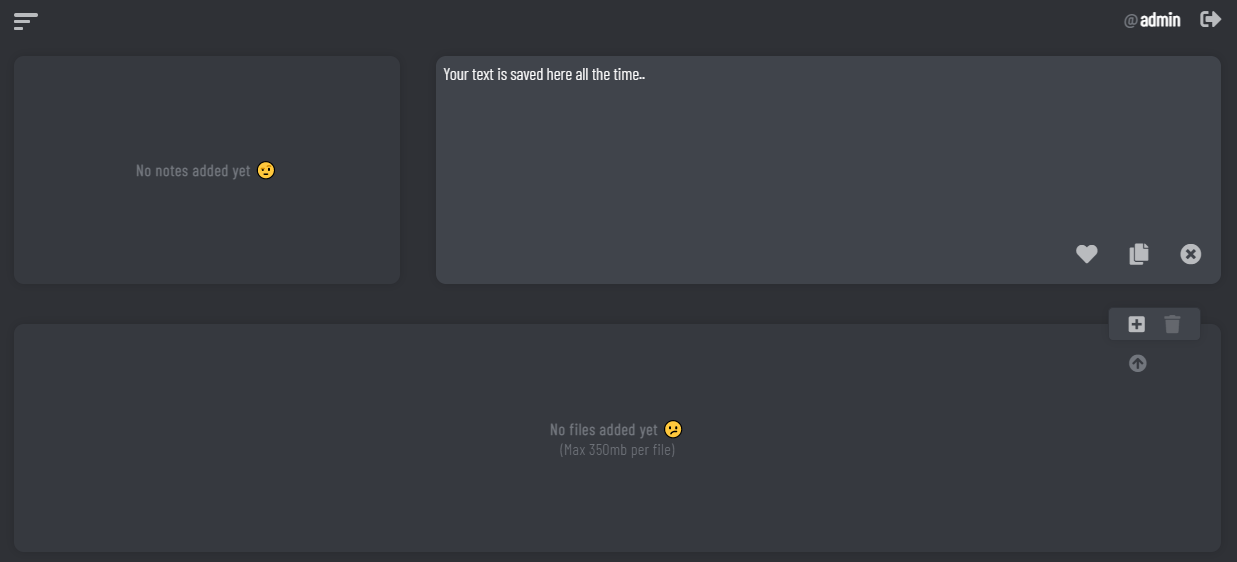 @admin
Your text is saved here all the time..
No notes added yet 🤨
No files added yet 🫤
(Max 350mb per file)